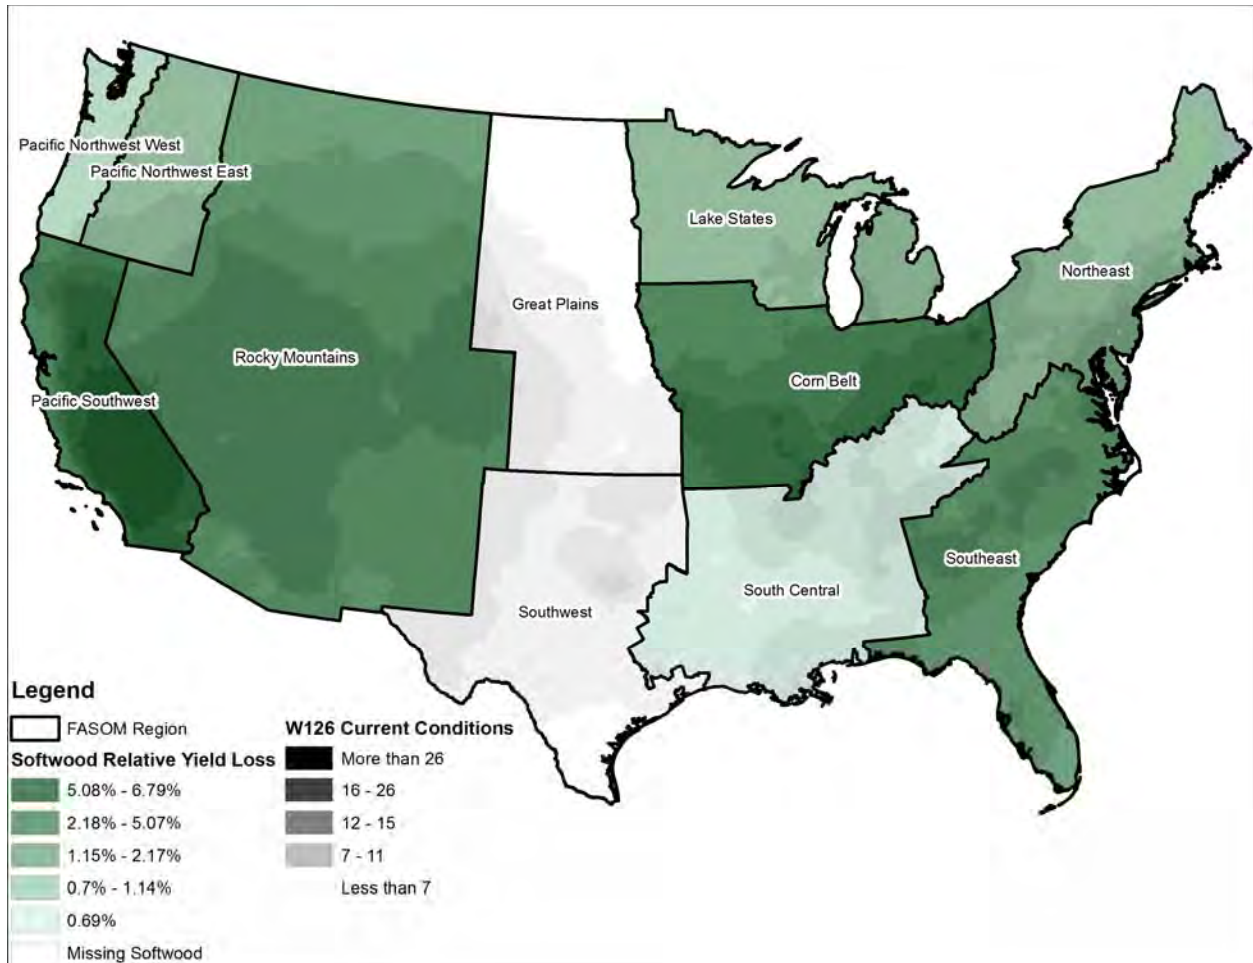 Pacific Northwest West
Pacific Northwest East
Lake States
Northeast
Great Plains
Rocky Mountains
Corn Belt
Pacific Southwest
Southeast
South Central
Southwest
Legend
FASOM Region
Softwood Relative Yield Loss
5.08% - 6.79%
2.18% - 5.07%
1.15% - 2.17%
0.7% - 1.14%
0.69%
Missing Softwood
W126 Current Conditions
More than 26
16 - 26
12 - 15
7 - 11
Less than 7